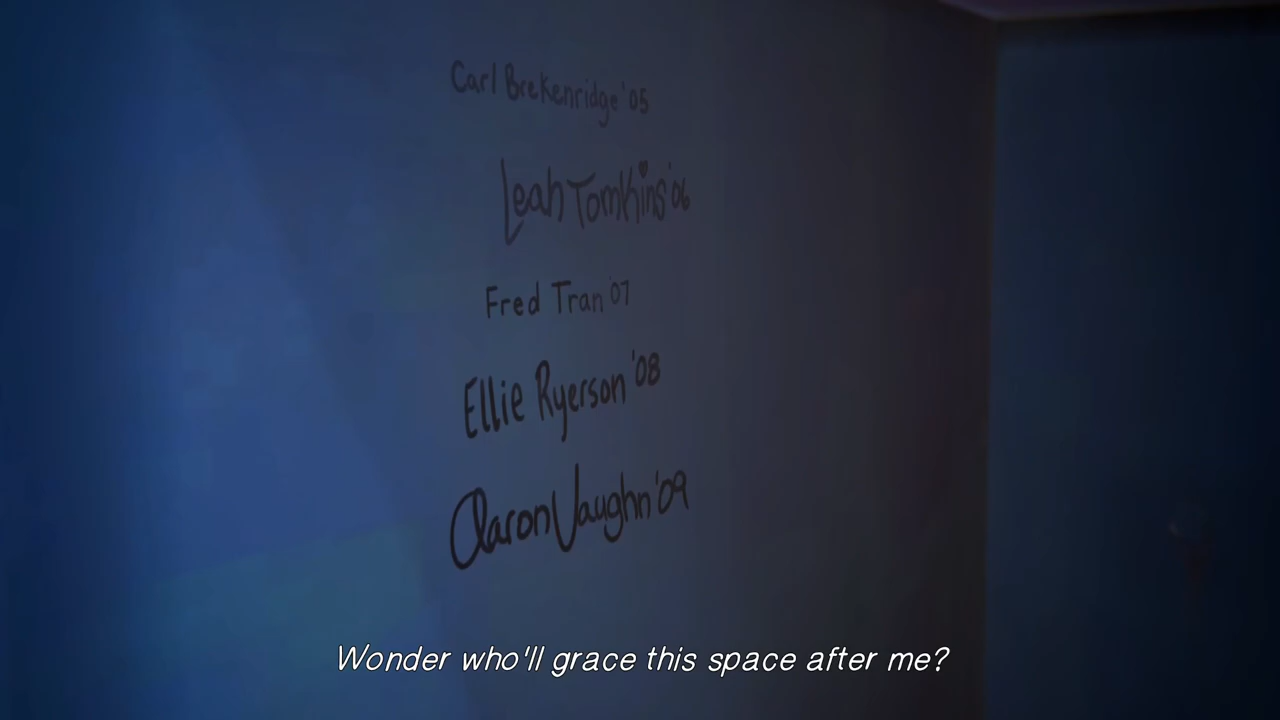 Carl Brekenridge '05
Leah Tomkins '06
Fred Tran '07
Ellie Ryerson '08
Aaron Vaughn '09
Wonder who'll grace this space after me?